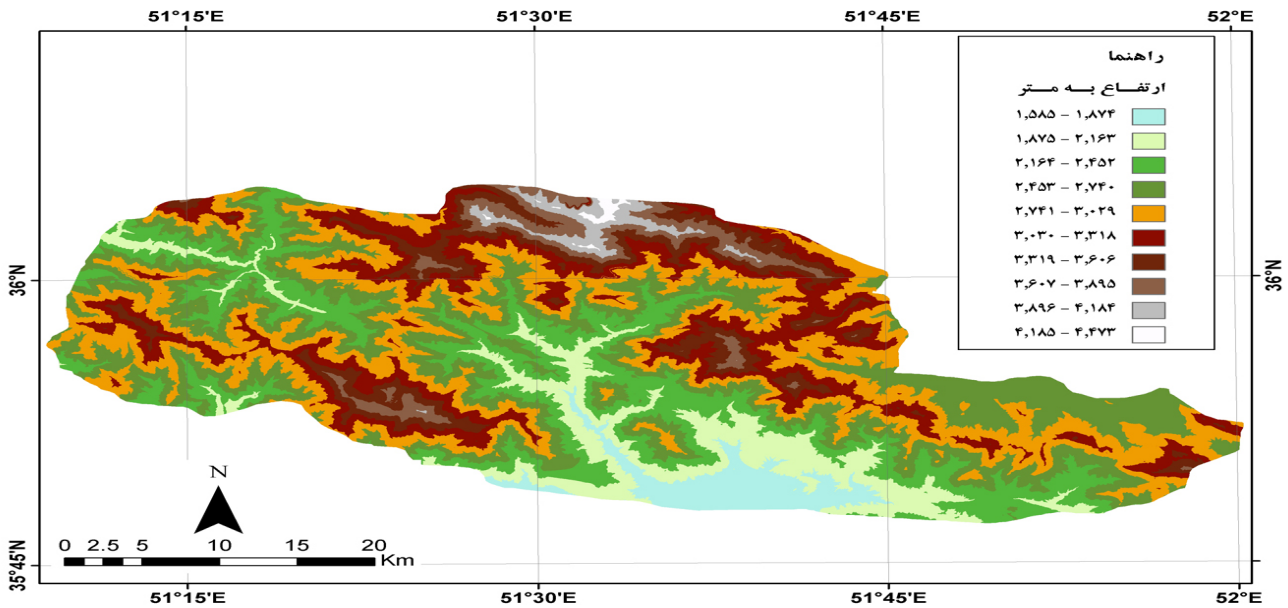 51°15'E 51°30'E 51°45'E 52°E
راهنما
ارتفاع به متر
۱,۵۸۵ - ۱,۸۷۴
۱,۸۷۵ - ۲,۱۶۳
۲,۱۶۴ - ۲,۴۵۲
۲,۴۵۳ - ۲,۷۴۰
۲,۷۴۱ - ۳,۰۲۹
۳,۰۳۰ - ۳,۳۱۸
۳,۳۱۹ - ۳,۶۰۶
۳,۶۰۷ - ۳,۸۹۵
۳,۸۹۶ - ۴,۱۸۴
۴,۱۸۵ - ۴,۴۷۳
36°N 36°N
N
0 2.5 5 10 15 20
Km
35°45'N
51°15'E 51°30'E 51°45'E 52°E